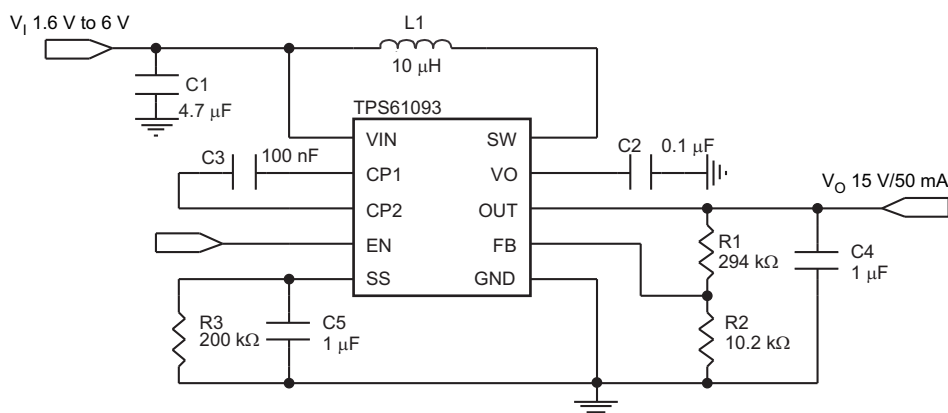 V_I 1.6 V to 6 V
L1
10 μH
C1
4.7 μF
TPS61093
VIN
SW
C3
100 nF
CP1
VO
C2
0.1 μF
CP2
OUT
V_O 15 V/50 mA
EN
FB
R1
294 kΩ
C4
1 μF
SS
GND
R3
200 kΩ
C5
1 μF
R2
10.2 kΩ